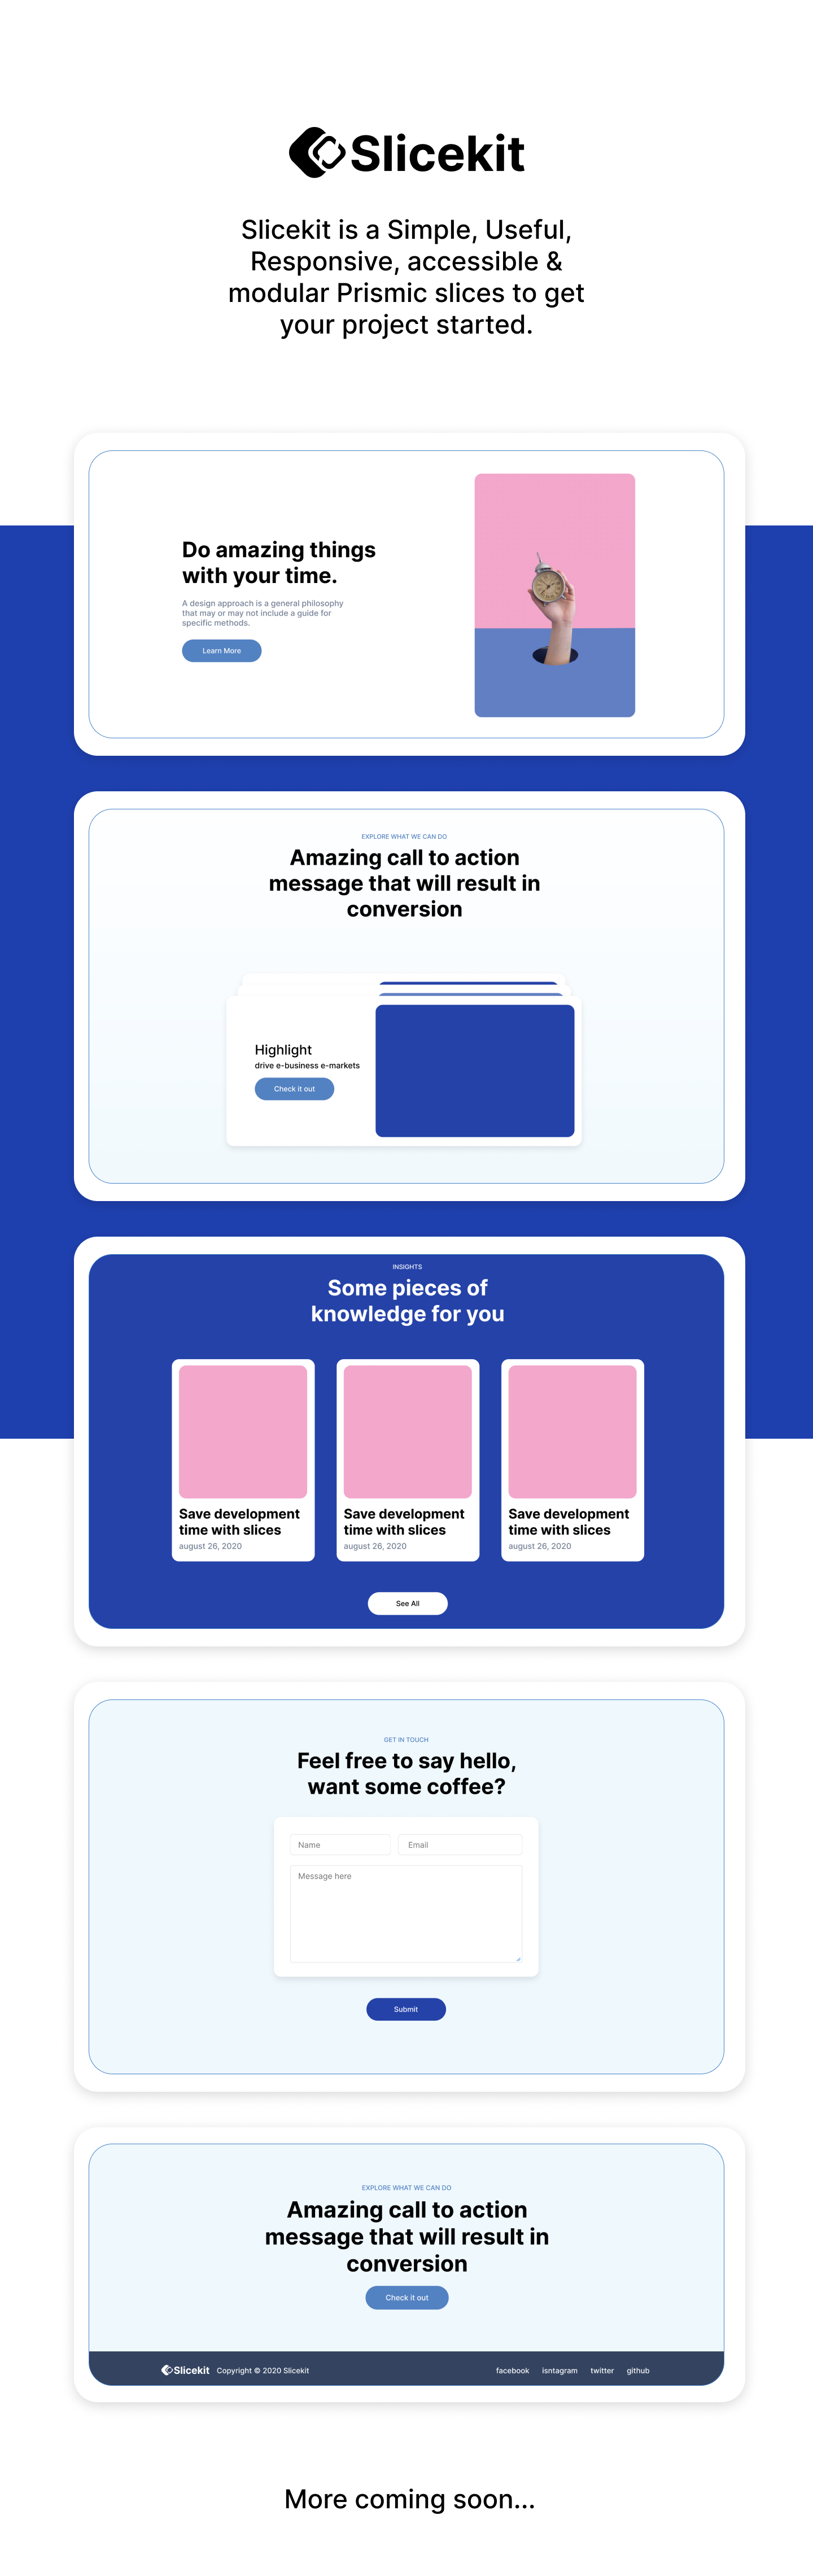 Slicekit
Slicekit is a Simple, Useful,
Responsive, accessible &
modular Prismic slices to get
your project started.
Do amazing things
with your time.
A design approach is a general philosophy
that may or may not include a guide for
specific methods.
Learn More
EXPLORE WHAT WE CAN DO
Amazing call to action
message that will result in
conversion
Highlight
drive e-business e-markets
Check it out
INSIGHTS
Some pieces of
knowledge for you
Save development
time with slices
august 26, 2020
Save development
time with slices
august 26, 2020
Save development
time with slices
august 26, 2020
See All
GET IN TOUCH
Feel free to say hello,
want some coffee?
Name
Email
Message here
Submit
EXPLORE WHAT WE CAN DO
Amazing call to action
message that will result in
conversion
Check it out
Slicekit Copyright © 2020 Slicekit
facebook isntagram twitter github
More coming soon...